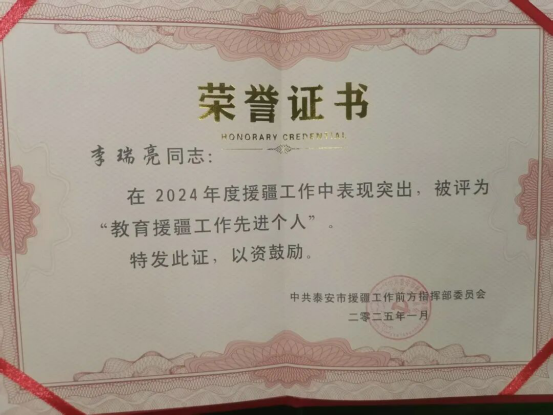 荣誉证书
HONORARY CREDENTIAL
李瑞亮同志：
在2024年度援疆工作中表现突出，被评为
“教育援疆工作先进个人”。
特发此证，以资鼓励。
中共泰安市援疆工作前方指挥部委员会
二零二五年一月